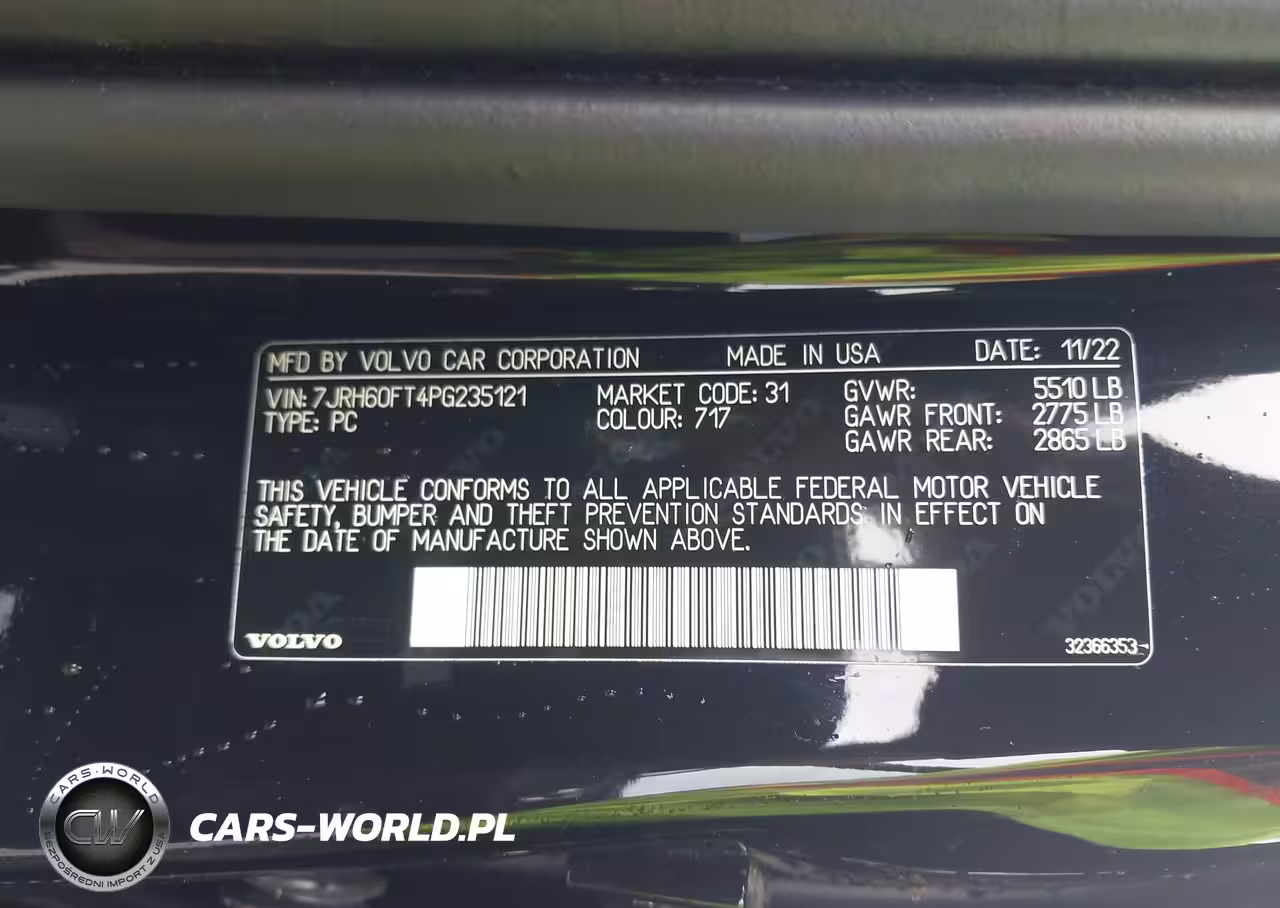 MFD BY VOLVO CAR CORPORATION MADE IN USA DATE: 11/22
VIN: 7JRH60FT4PG235121 MARKET CODE: 31 GVWR: 5510 LB
TYPE: PC COLOUR: 717 GAWR FRONT: 2775 LB
GAWR REAR: 2865 LB
THIS VEHICLE CONFORMS TO ALL APPLICABLE FEDERAL MOTOR VEHICLE
SAFETY, BUMPER AND THEFT PREVENTION STANDARDS IN EFFECT ON
THE DATE OF MANUFACTURE SHOWN ABOVE.
VOLVO
32366353
CARS-WORLD
CW
BEZPOŚREDNI IMPORT Z USA
CARS-WORLD.PL